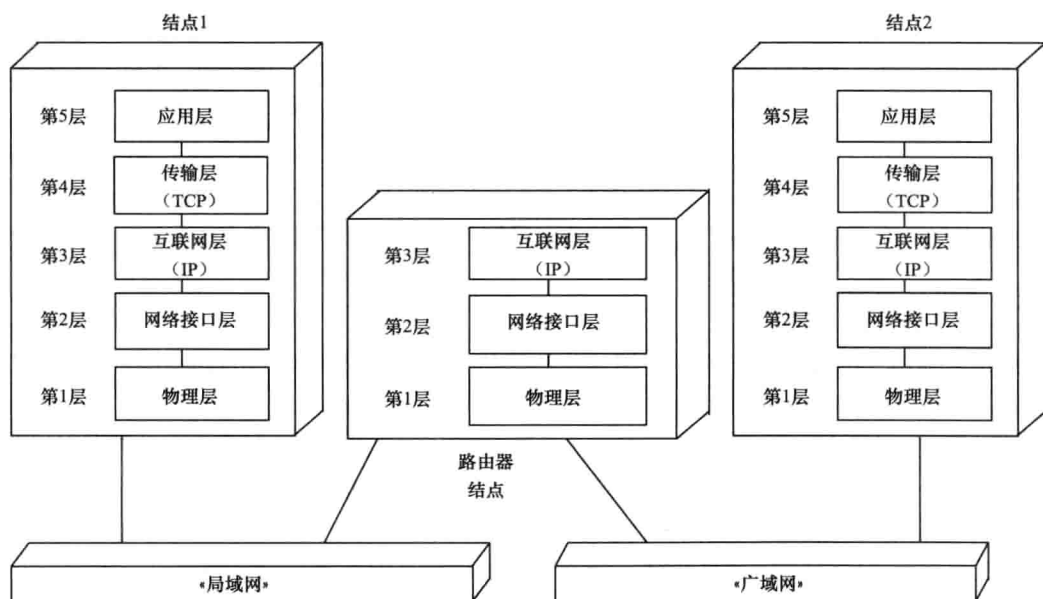 结点1
第5层 应用层
第4层 传输层
（TCP）
第3层 互联网层
（IP）
第2层 网络接口层
第1层 物理层
第3层 互联网层
（IP）
第2层 网络接口层
第1层 物理层
路由器
结点
结点2
第5层 应用层
第4层 传输层
（TCP）
第3层 互联网层
（IP）
第2层 网络接口层
第1层 物理层
«局域网»
«广域网»